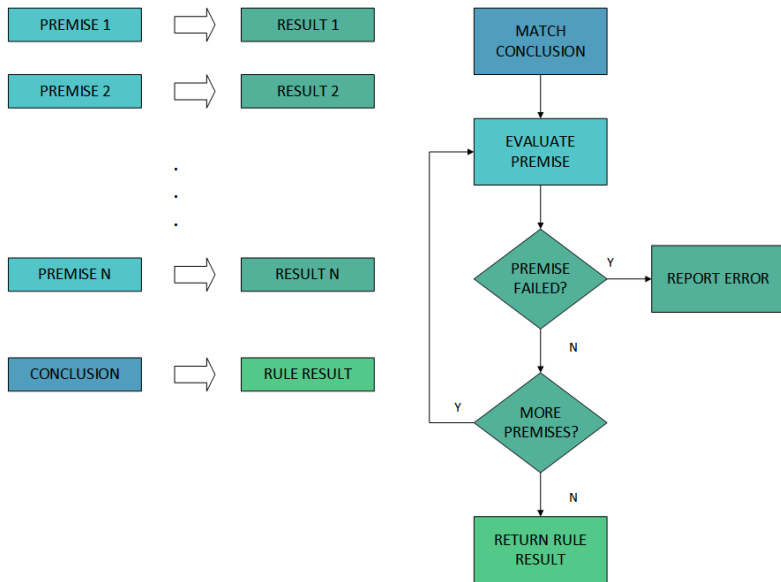 PREMISE 1
RESULT 1
PREMISE 2
RESULT 2
.
.
.
PREMISE N
RESULT N
CONCLUSION
RULE RESULT
MATCH
CONCLUSION
EVALUATE
PREMISE
PREMISE
FAILED?
Y
REPORT ERROR
N
MORE
PREMISES?
Y
N
RETURN RULE
RESULT